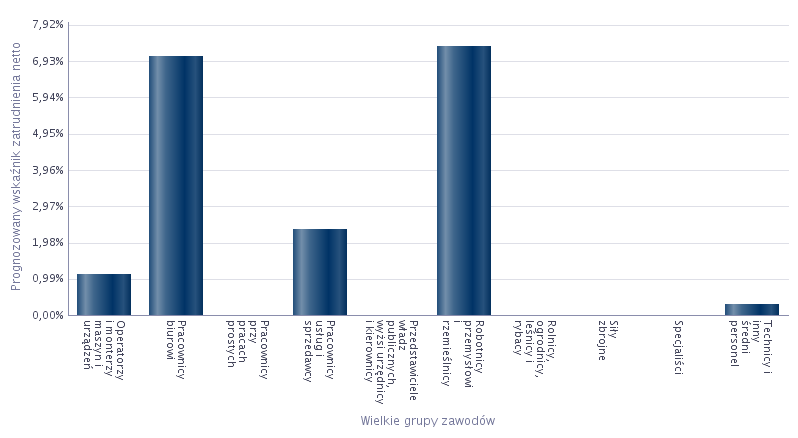 7,92%
6,93%
5,94%
4,95%
3,96%
2,97%
1,98%
0,99%
0,00%
Prognozowany wskaźnik zatrudnienia netto
Operatorzy
i monterzy
maszyn i
urządzeń
Pracownicy
biurowi
Pracownicy
przy
pracach
prostych
Pracownicy
usług i
sprzedawcy
Przedstawiciele
władz
publicznych,
wyżsi urzędnicy
i kierownicy
Robotnicy
przemysłowi
i
rzemieślnicy
Rolnicy,
ogrodnicy,
leśnicy i
rybacy
Siły
zbrojne
Specjaliści
Technicy i
inny
średni
personel
Wielkie grupy zawodów